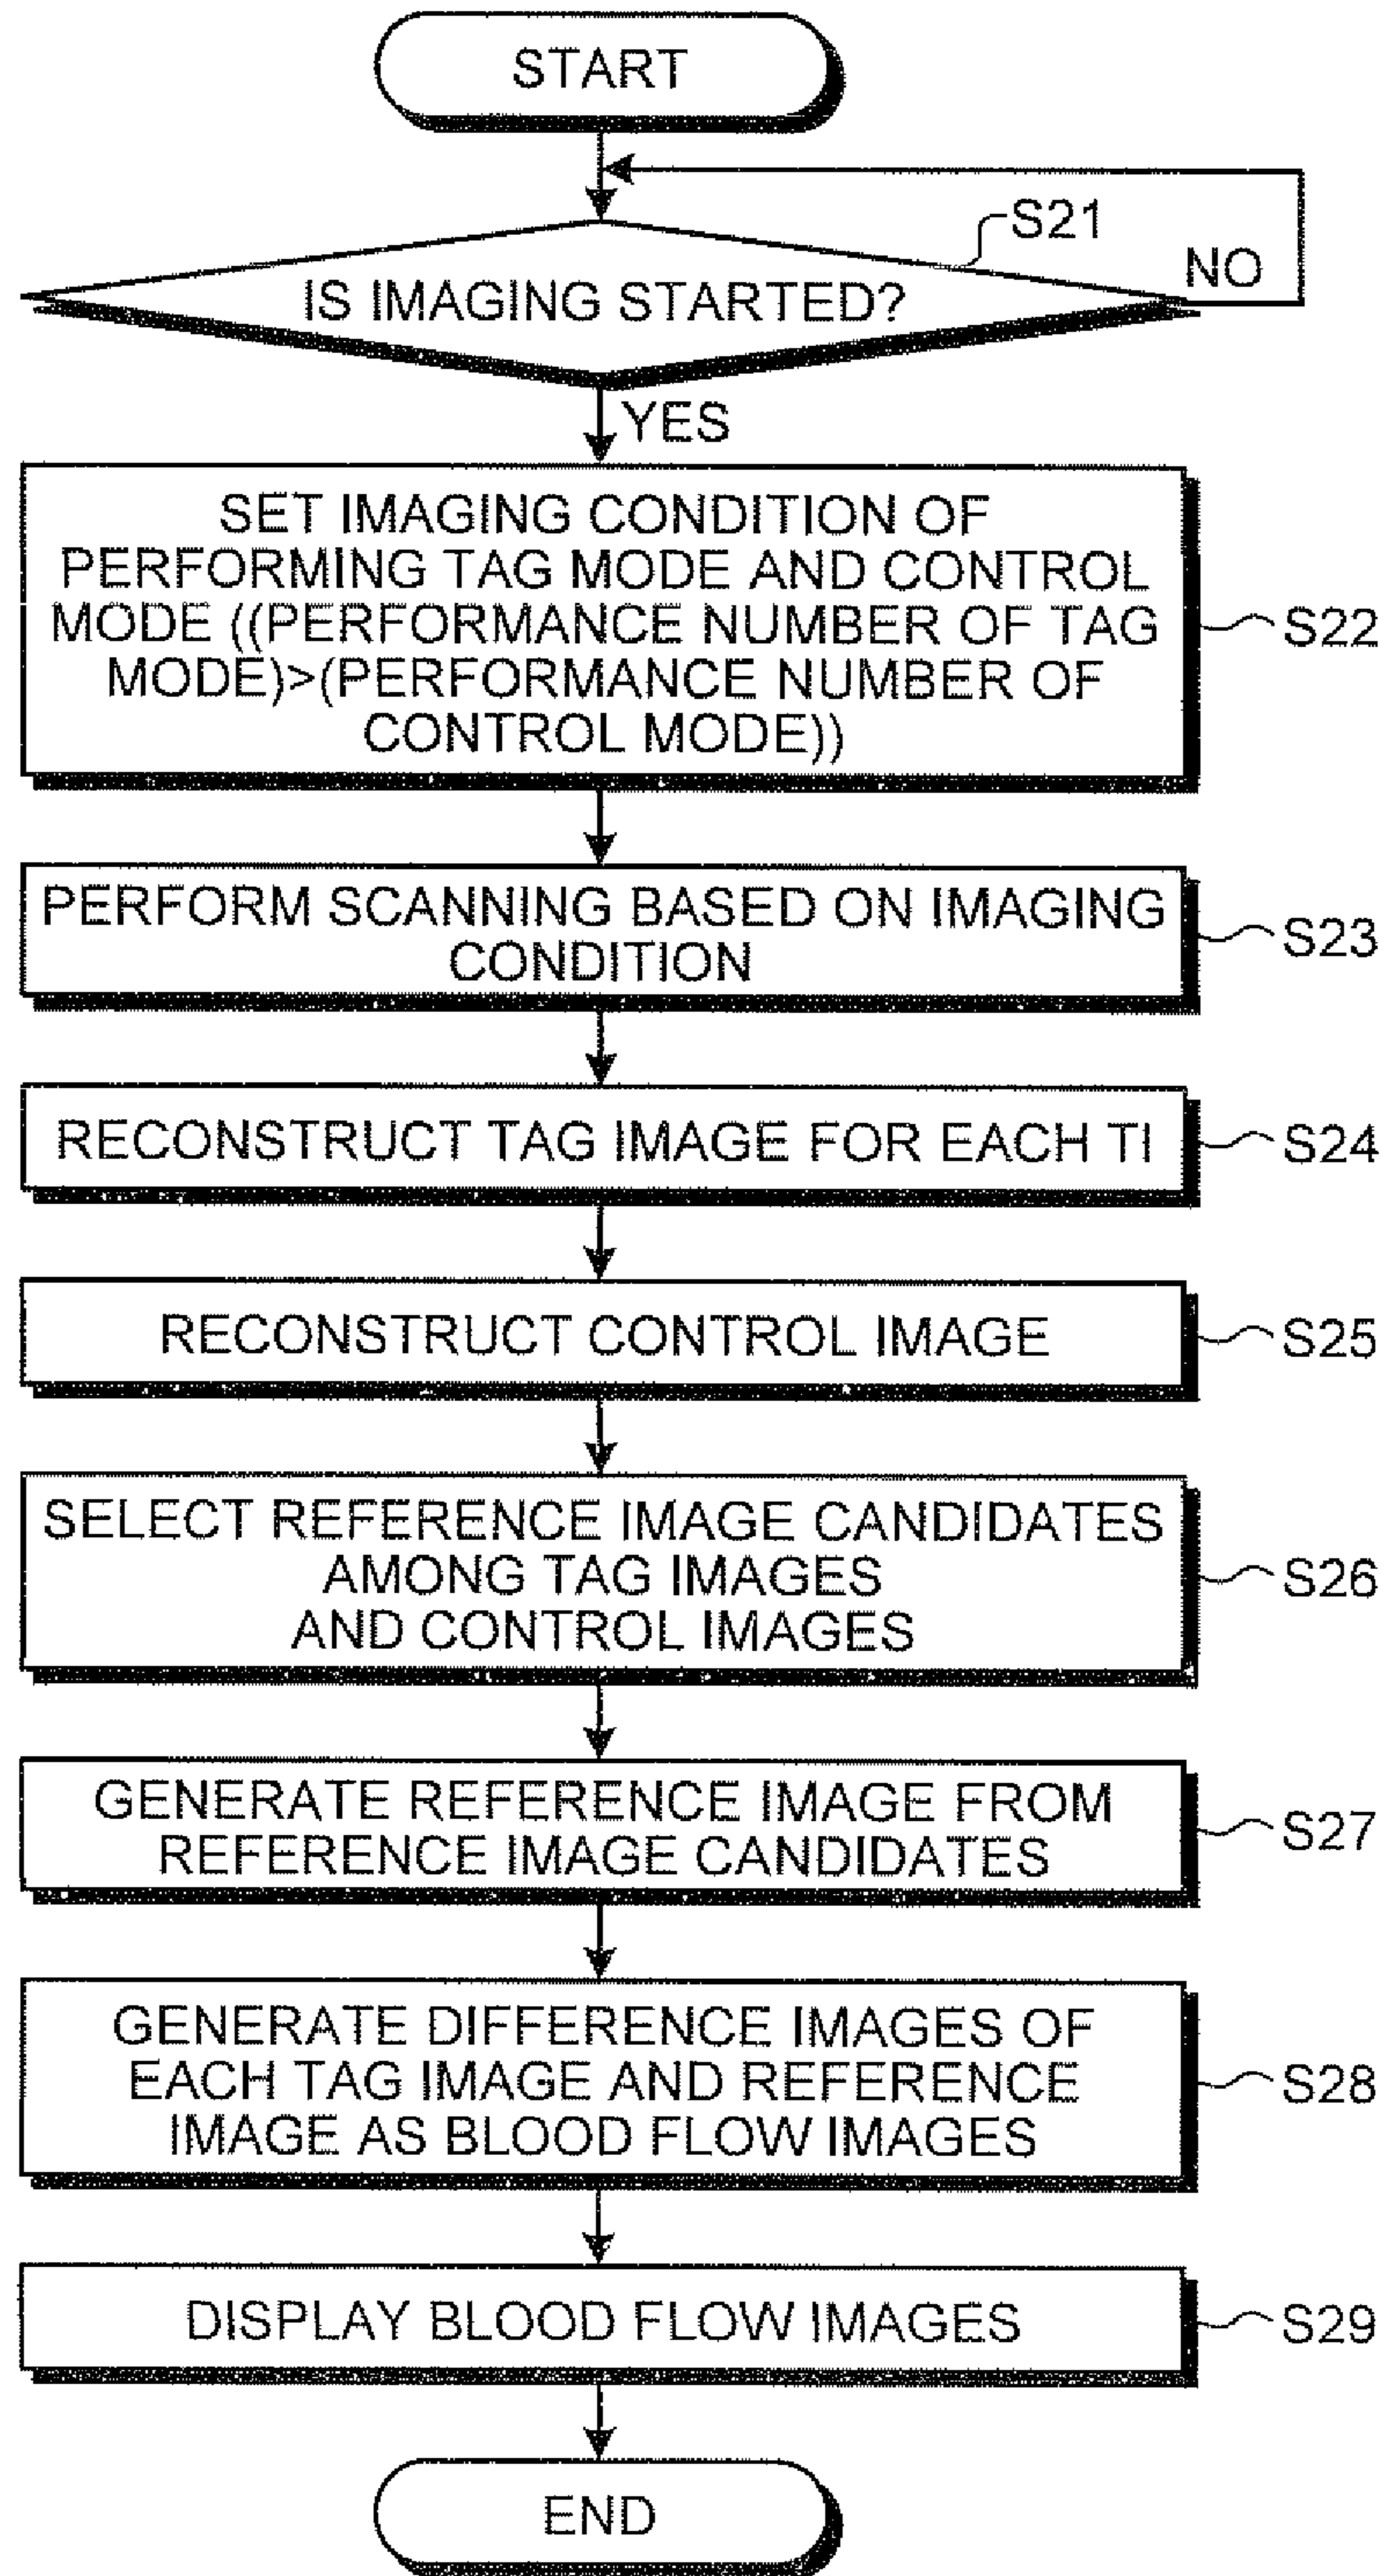 START
S21
NO
IS IMAGING STARTED?
YES
SET IMAGING CONDITION OF
PERFORMING TAG MODE AND CONTROL
MODE ((PERFORMANCE NUMBER OF TAG
MODE)>(PERFORMANCE NUMBER OF
CONTROL MODE))
S22
PERFORM SCANNING BASED ON IMAGING
CONDITION
S23
RECONSTRUCT TAG IMAGE FOR EACH TI
S24
RECONSTRUCT CONTROL IMAGE
S25
SELECT REFERENCE IMAGE CANDIDATES
AMONG TAG IMAGES
AND CONTROL IMAGES
S26
GENERATE REFERENCE IMAGE FROM
REFERENCE IMAGE CANDIDATES
S27
GENERATE DIFFERENCE IMAGES OF
EACH TAG IMAGE AND REFERENCE
IMAGE AS BLOOD FLOW IMAGES
S28
DISPLAY BLOOD FLOW IMAGES
S29
END